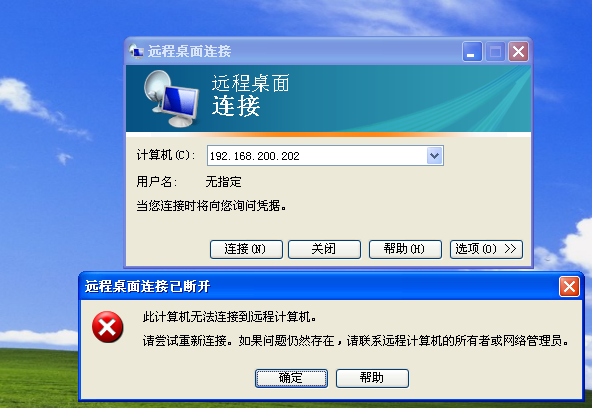 远程桌面连接
远程桌面
连接
计算机(C): 192.168.200.202
用户名: 无指定
当您连接时将向您询问凭据。
连接(N) 关闭 帮助(H) 选项(O) >>
远程桌面连接已断开
此计算机无法连接到远程计算机。
请尝试重新连接。如果问题仍然存在，请联系远程计算机的所有者或网络管理员。
确定 帮助